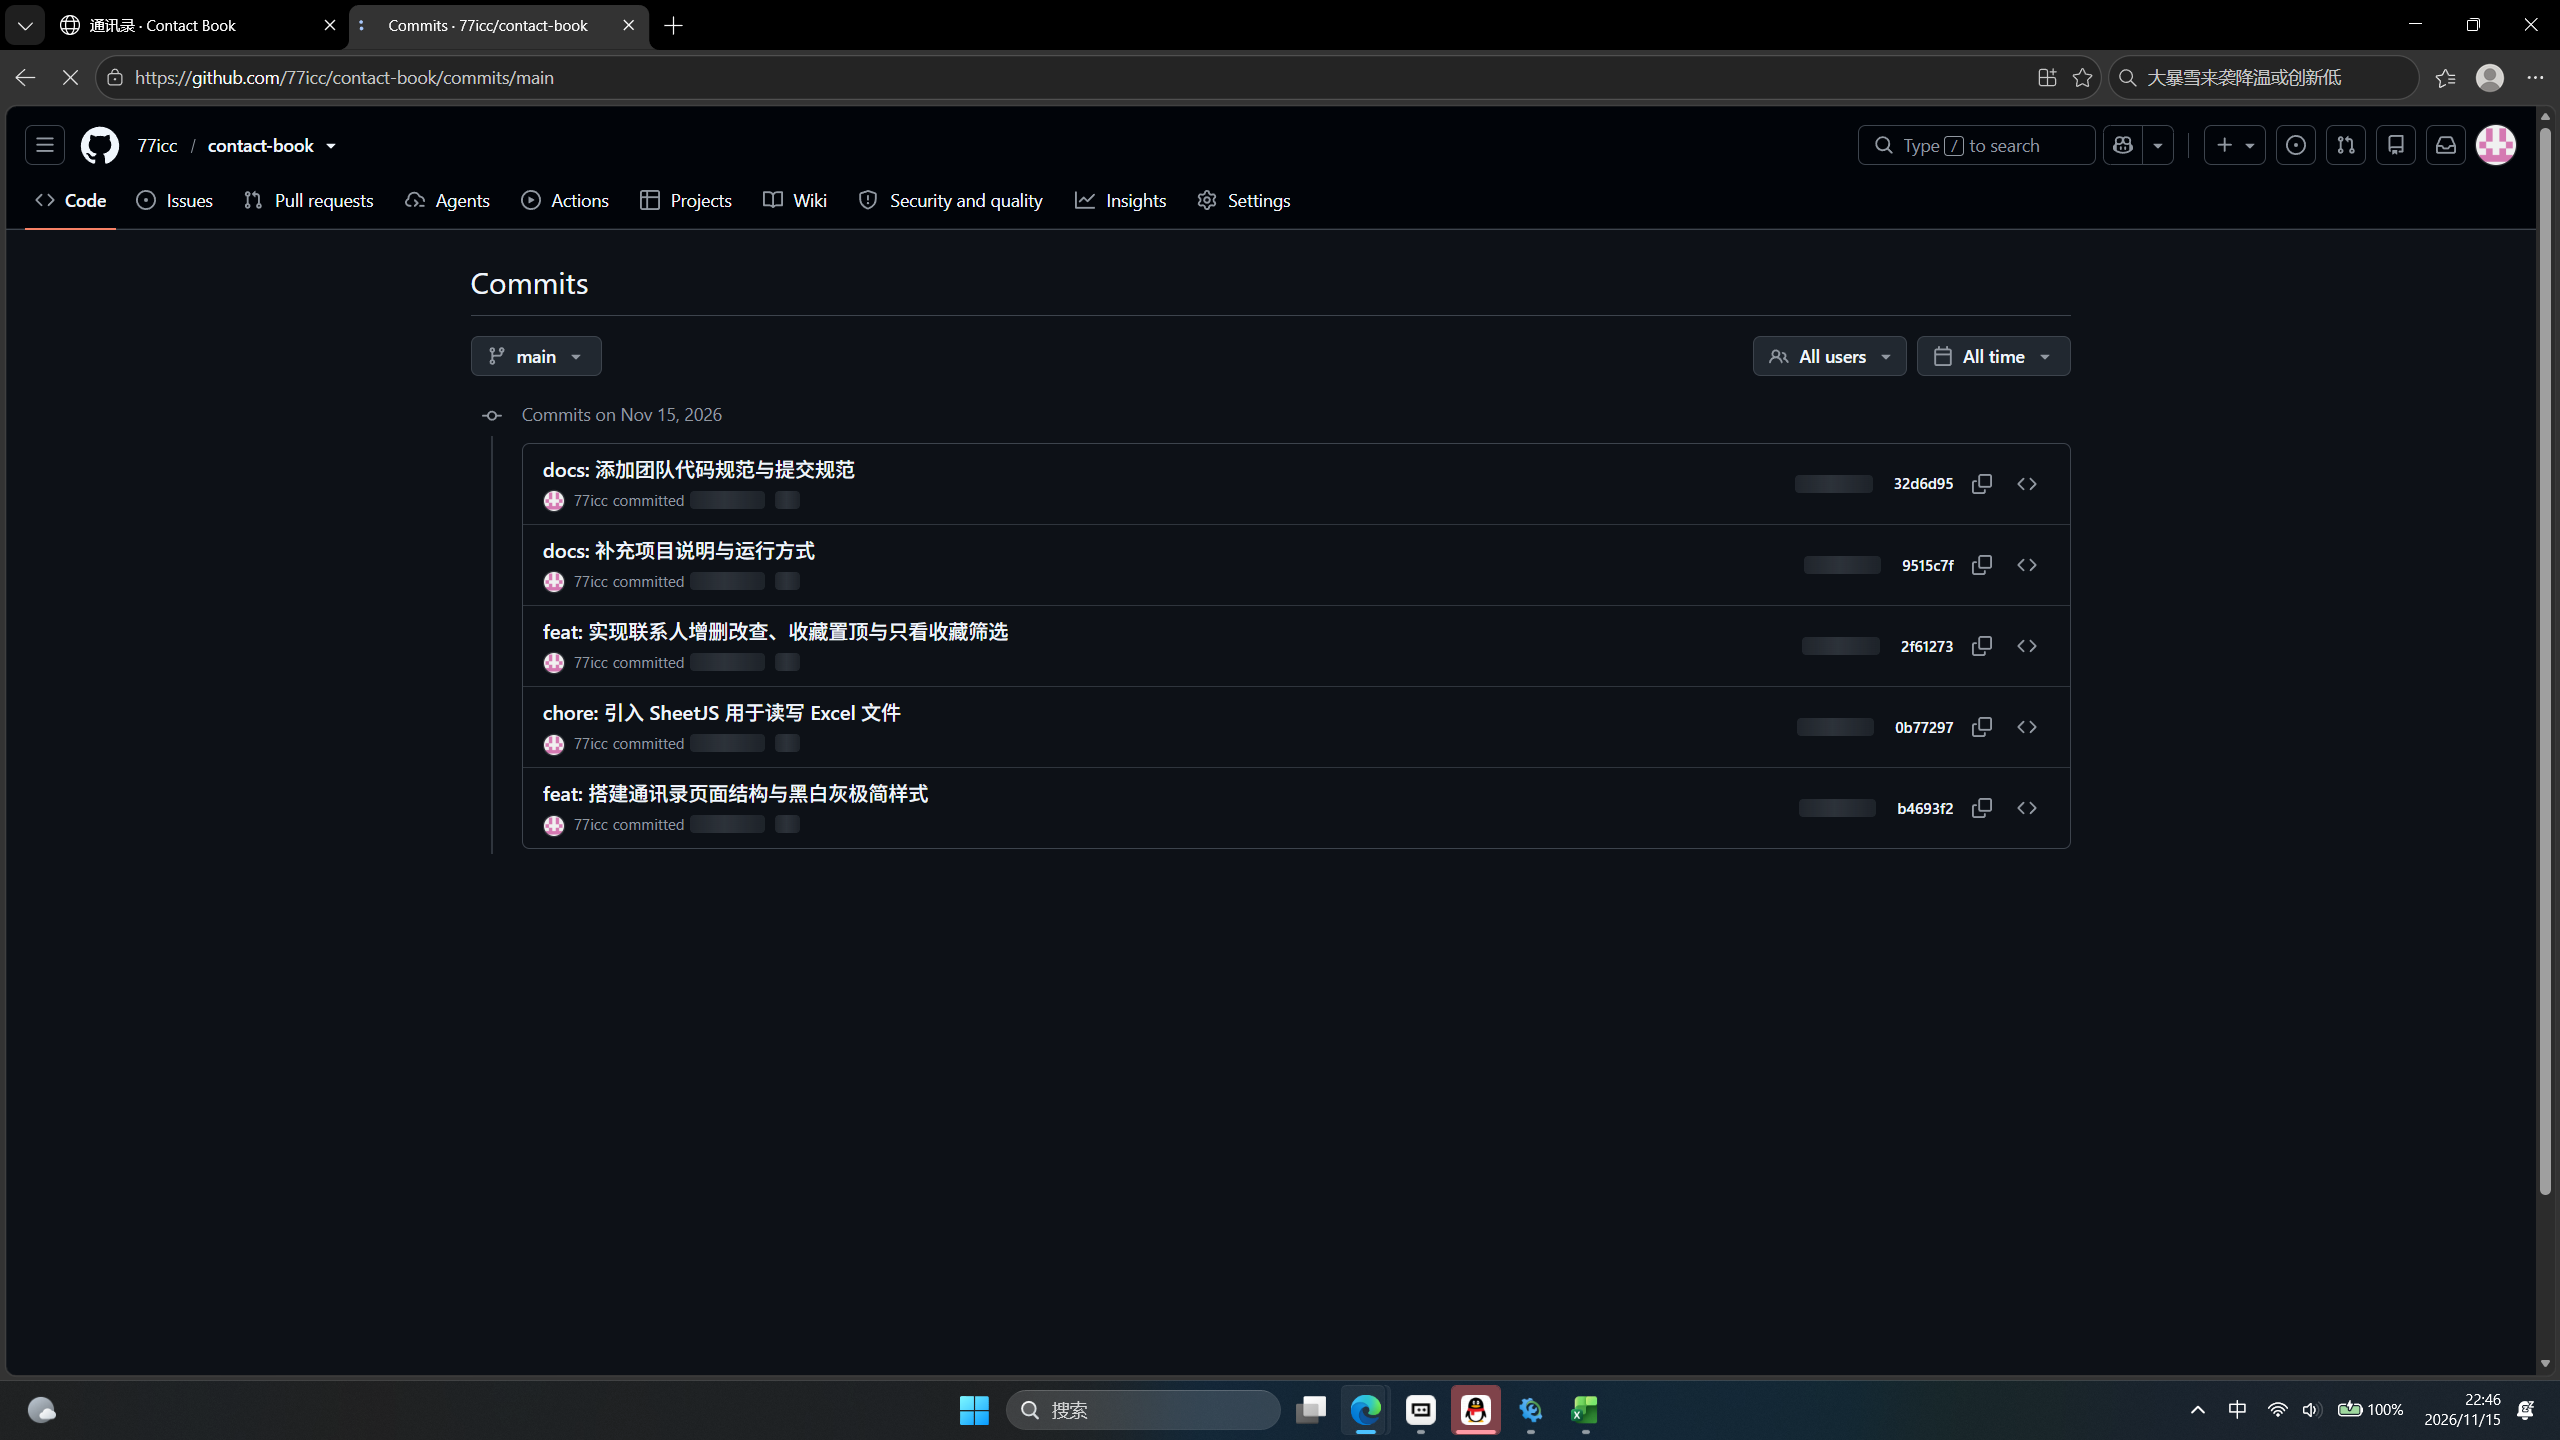 通讯录 · Contact Book
Commits · 77icc/contact-book
https://github.com/77icc/contact-book/commits/main
大暴雪来袭降温或创新低
77icc / contact-book
Type / to search
Code
Issues
Pull requests
Agents
Actions
Projects
Wiki
Security and quality
Insights
Settings
Commits
main
All users
All time
Commits on Nov 15, 2026
docs: 添加团队代码规范与提交规范
77icc committed
32d6d95
docs: 补充项目说明与运行方式
77icc committed
9515c7f
feat: 实现联系人增删改查、收藏置顶与只看收藏筛选
77icc committed
2f61273
chore: 引入 SheetJS 用于读写 Excel 文件
77icc committed
0b77297
feat: 搭建通讯录页面结构与黑白灰极简样式
77icc committed
b4693f2
搜索
中
100%
22:46
2026/11/15